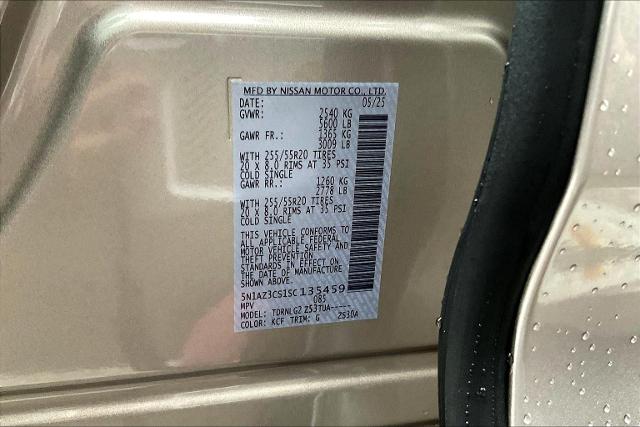 MFD BY NISSAN MOTOR CO., LTD.
DATE: 05/25
GVWR: 2540 KG
5600 LB
GAWR FR.: 1365 KG
3009 LB
WITH 255/55R20 TIRES
20 X 8.0 RIMS AT 35 PSI
COLD SINGLE
GAWR RR.: 1260 KG
2778 LB
WITH 255/55R20 TIRES
20 X 8.0 RIMS AT 35 PSI
COLD SINGLE
THIS VEHICLE CONFORMS TO
ALL APPLICABLE FEDERAL
MOTOR VEHICLE SAFETY AND
THEFT PREVENTION
STANDARDS IN EFFECT ON
THE DATE OF MANUFACTURE
SHOWN ABOVE.
5N1AZ3CS1SC135459
MPV 085
MODEL: TDRNLG2 Z53TUA-----
COLOR: KCF TRIM: G Z530A